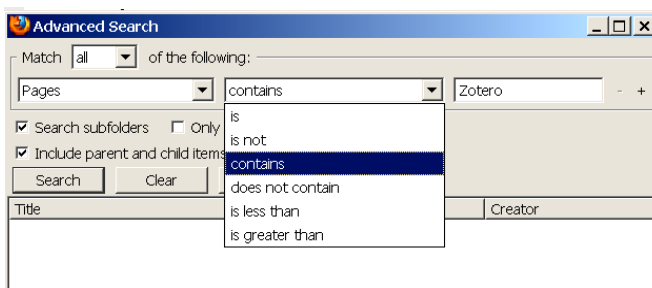 Advanced Search
Match all of the following:
Pages contains Zotero - +
is
Search subfolders Only
is not
Include parent and child items
contains
Search Clear does not contain
Title Creator
is less than
is greater than